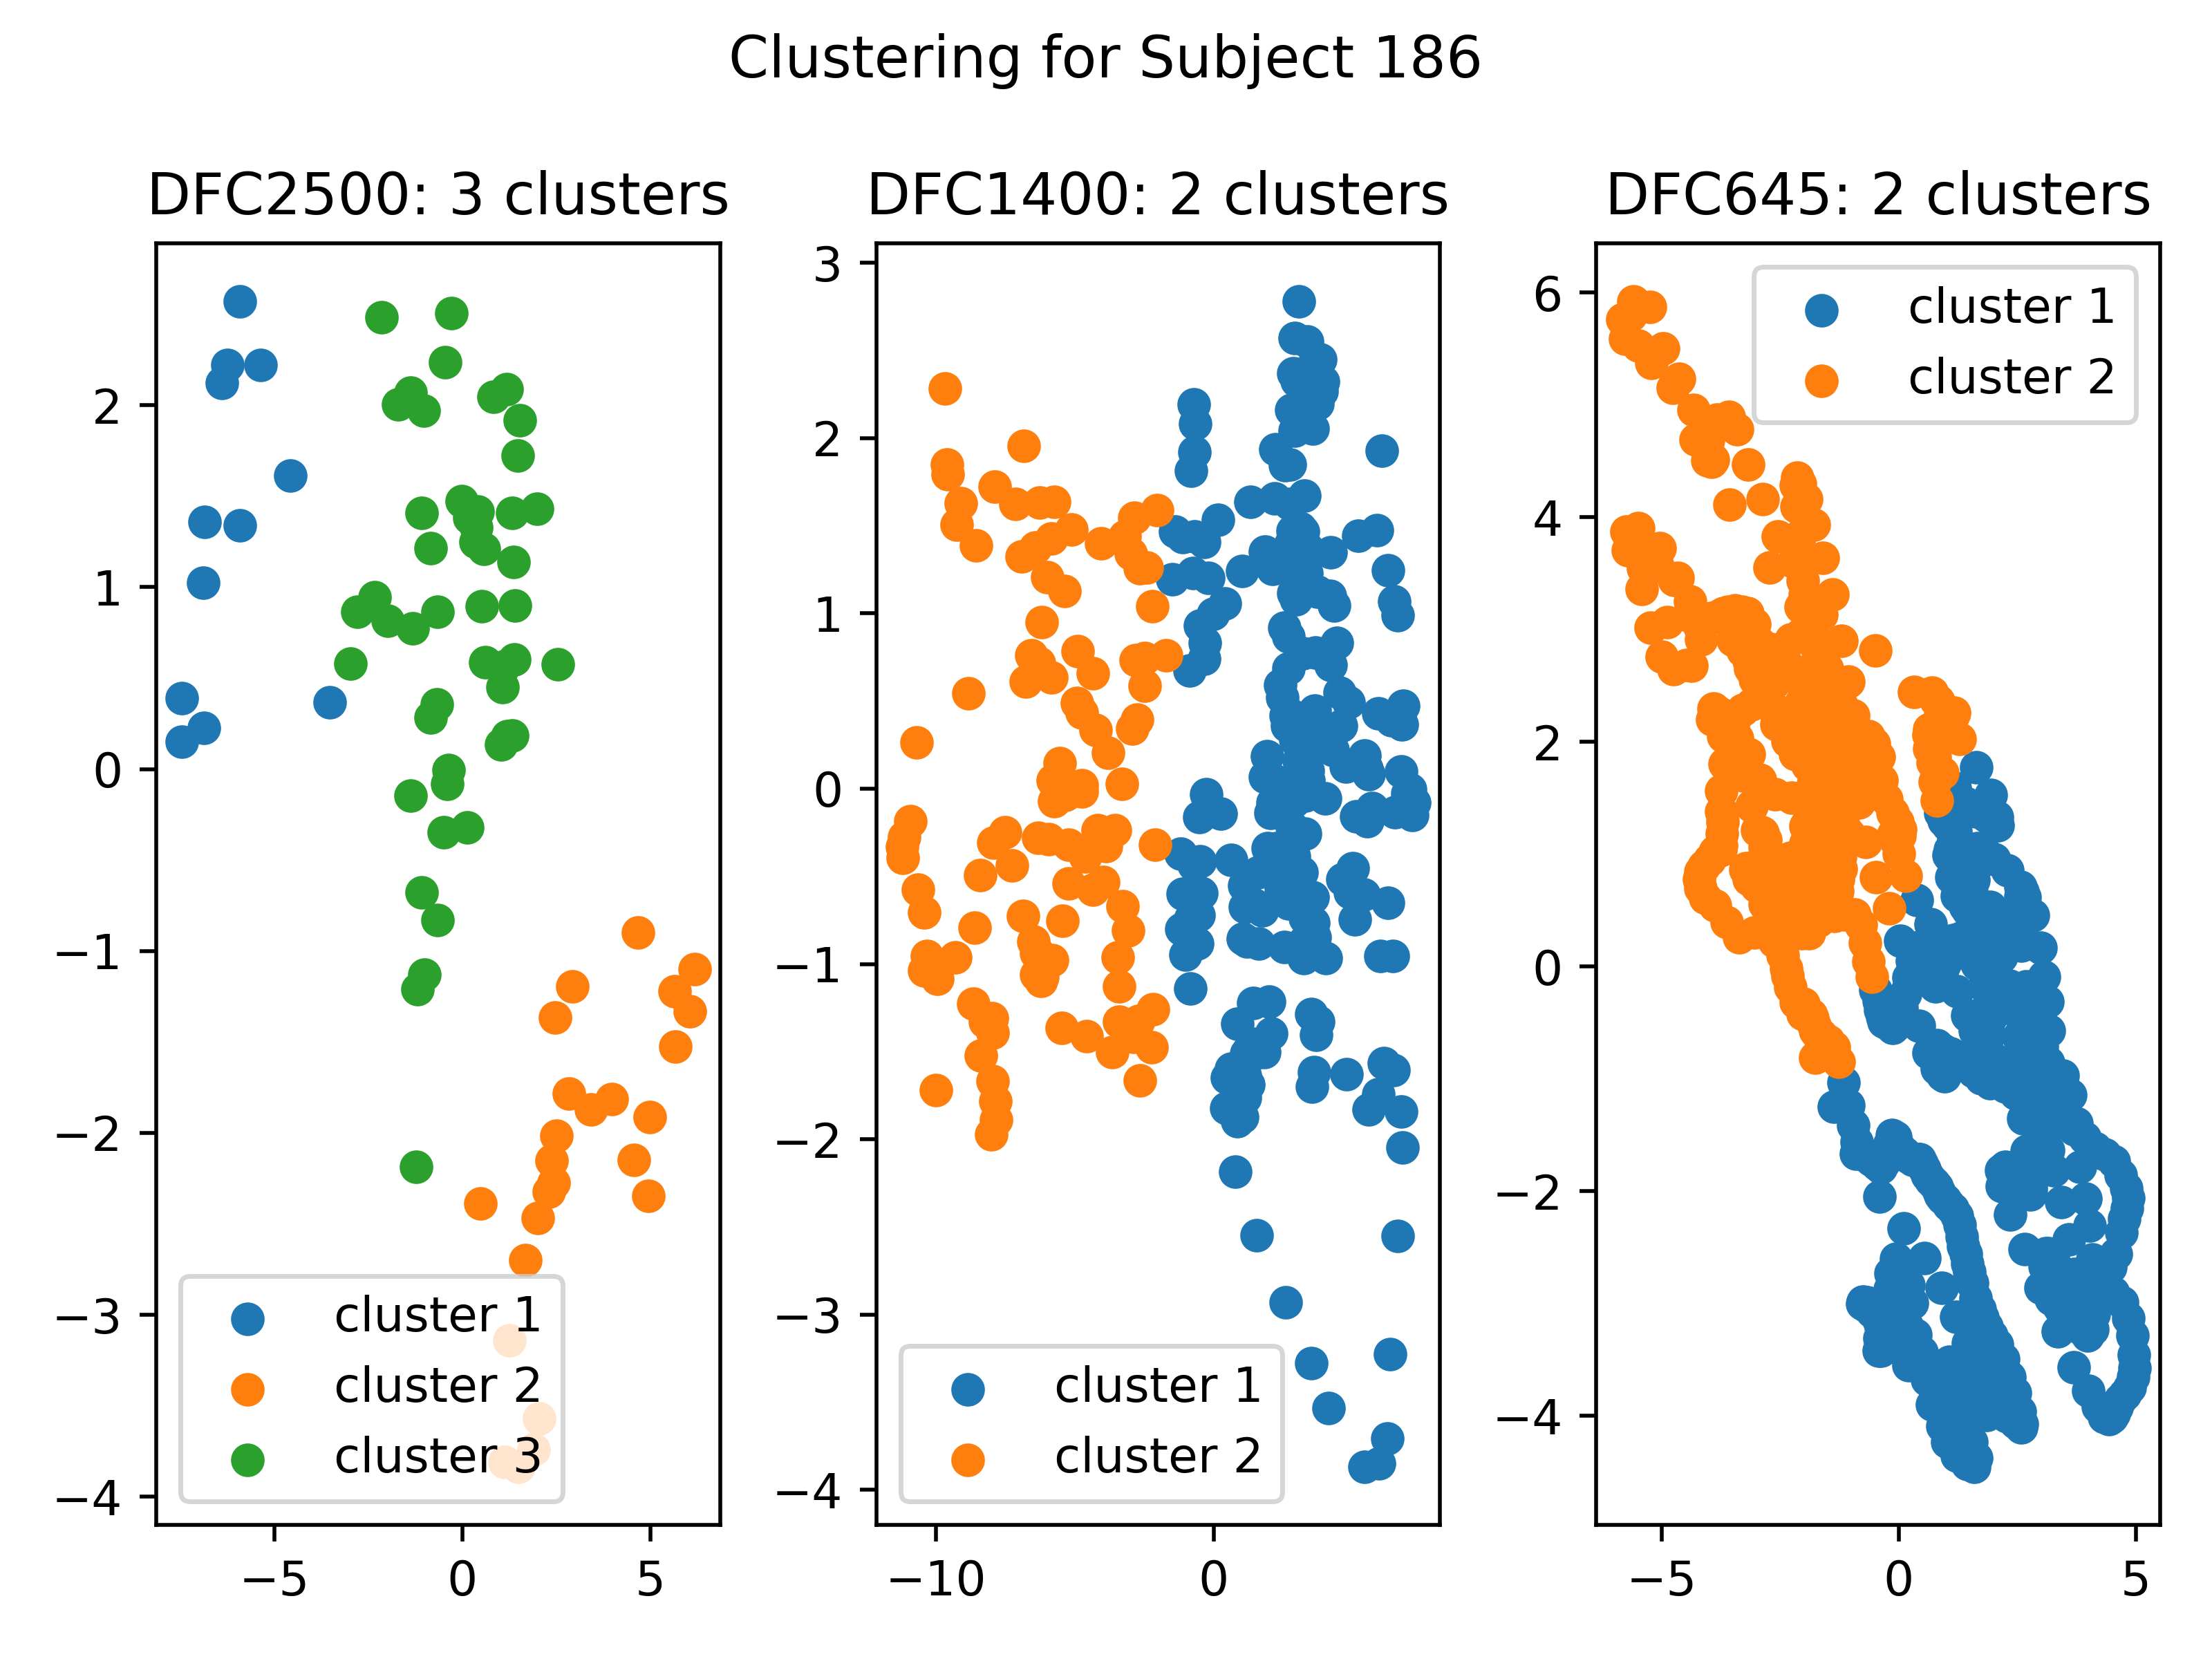 Clustering for Subject 186
DFC2500: 3 clusters
2
1
0
−1
−2
−3
−4
−5
0
5
cluster 1
cluster 2
cluster 3
DFC1400: 2 clusters
3
2
1
0
−1
−2
−3
−4
−10
0
cluster 1
cluster 2
DFC645: 2 clusters
6
4
2
0
−2
−4
−5
0
5
cluster 1
cluster 2